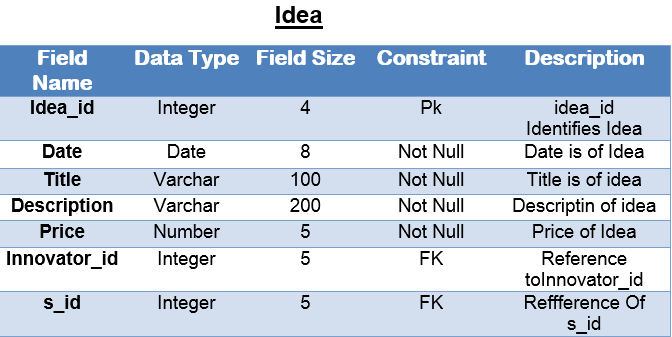 Idea
Field Name Data Type Field Size Constraint Description
Idea_id Integer 4 Pk idea_id Identifies Idea
Date Date 8 Not Null Date is of Idea
Title Varchar 100 Not Null Title is of idea
Description Varchar 200 Not Null Descriptin of idea
Price Number 5 Not Null Price of Idea
Innovator_id Integer 5 FK Reference toInnovator_id
s_id Integer 5 FK Reffference Of s_id